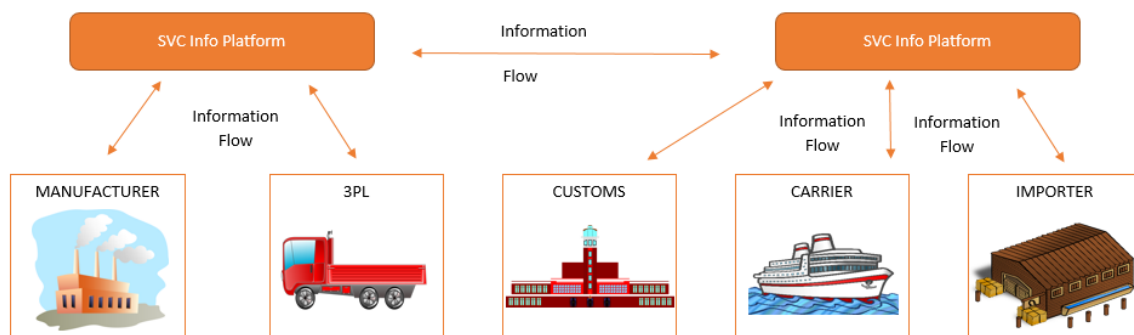 SVC Info Platform
Information
Flow
SVC Info Platform
Information
Flow
Information
Flow
Information
Flow
MANUFACTURER
3PL
CUSTOMS
CARRIER
IMPORTER